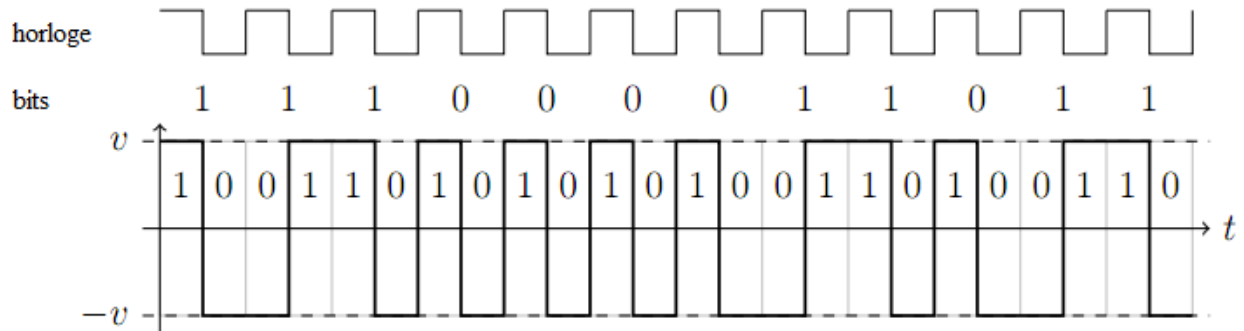 horloge
bits 1 1 1 0 0 0 0 1 1 0 1 1
v
1 0 0 1 1 0 1 0 1 0 1 0 1 0 0 1 1 0 1 0 0 1 1 0
t
−v